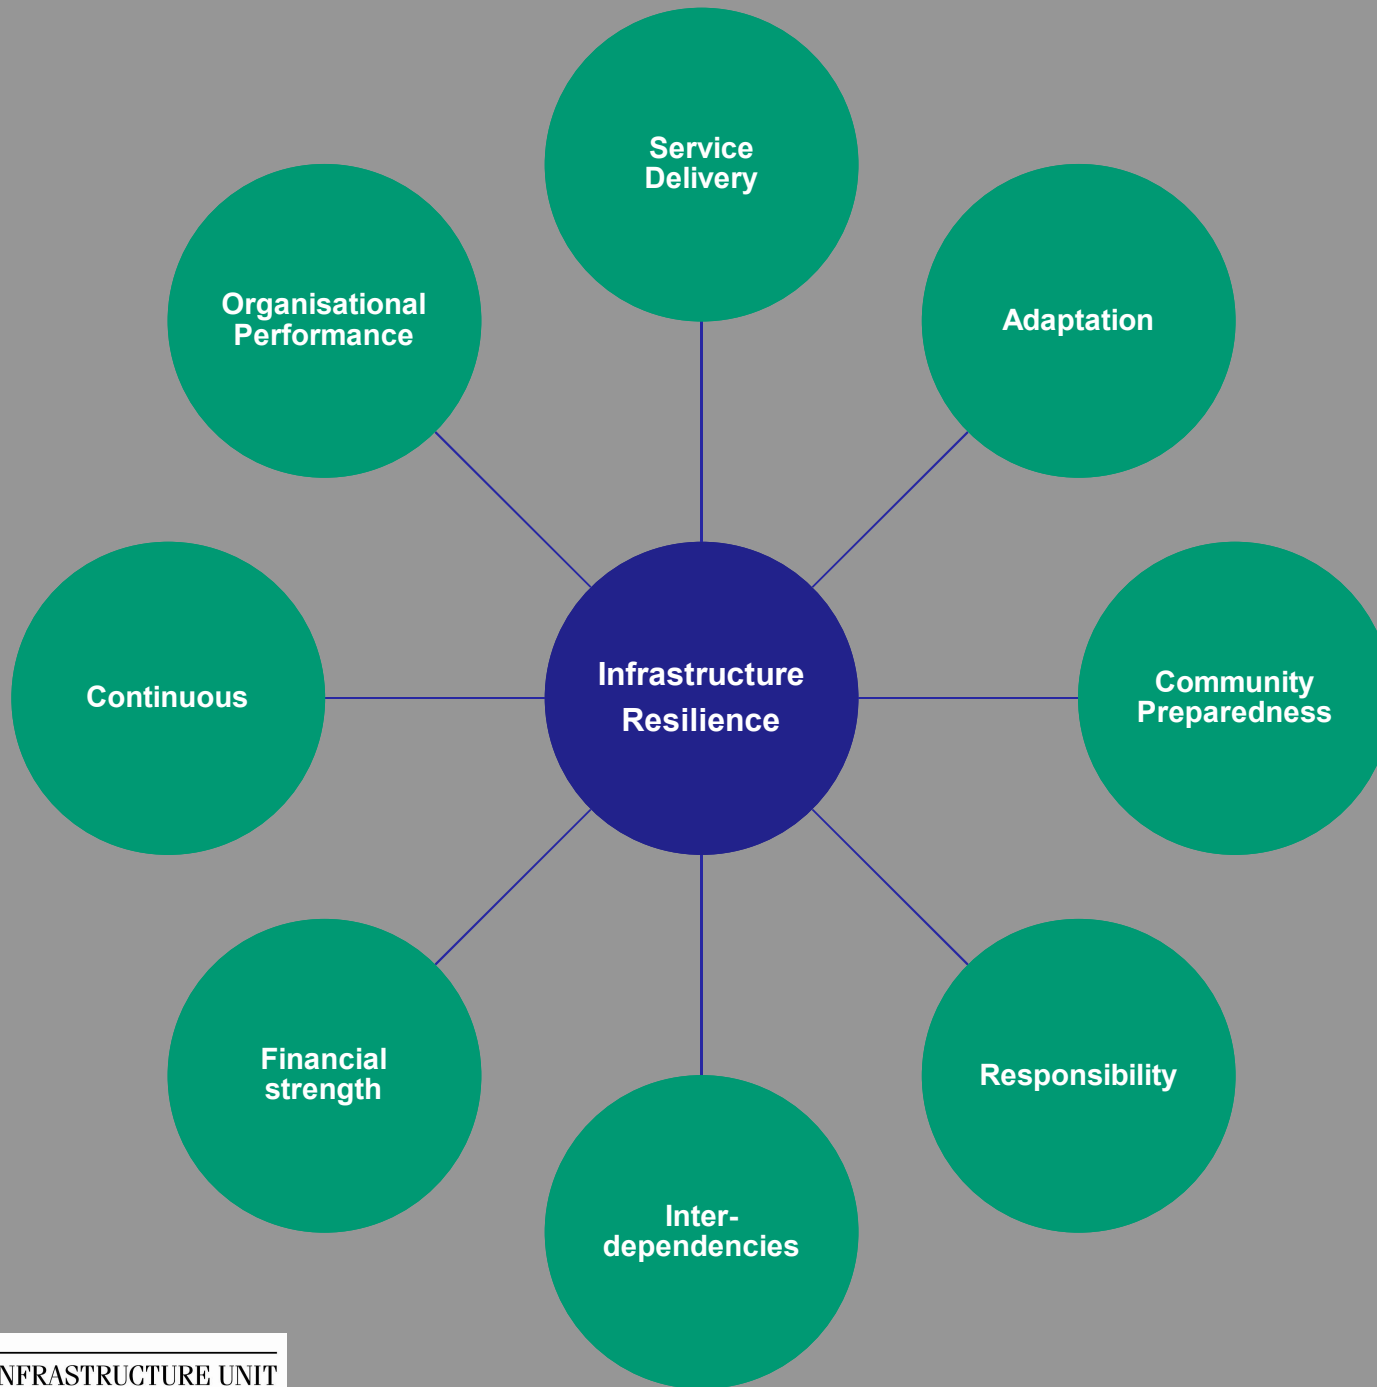 Service
Delivery
Organisational
Performance
Adaptation
Continuous
Infrastructure
Resilience
Community
Preparedness
Financial
strength
Responsibility
Inter-
dependencies
NFRASTRUCTURE UNIT